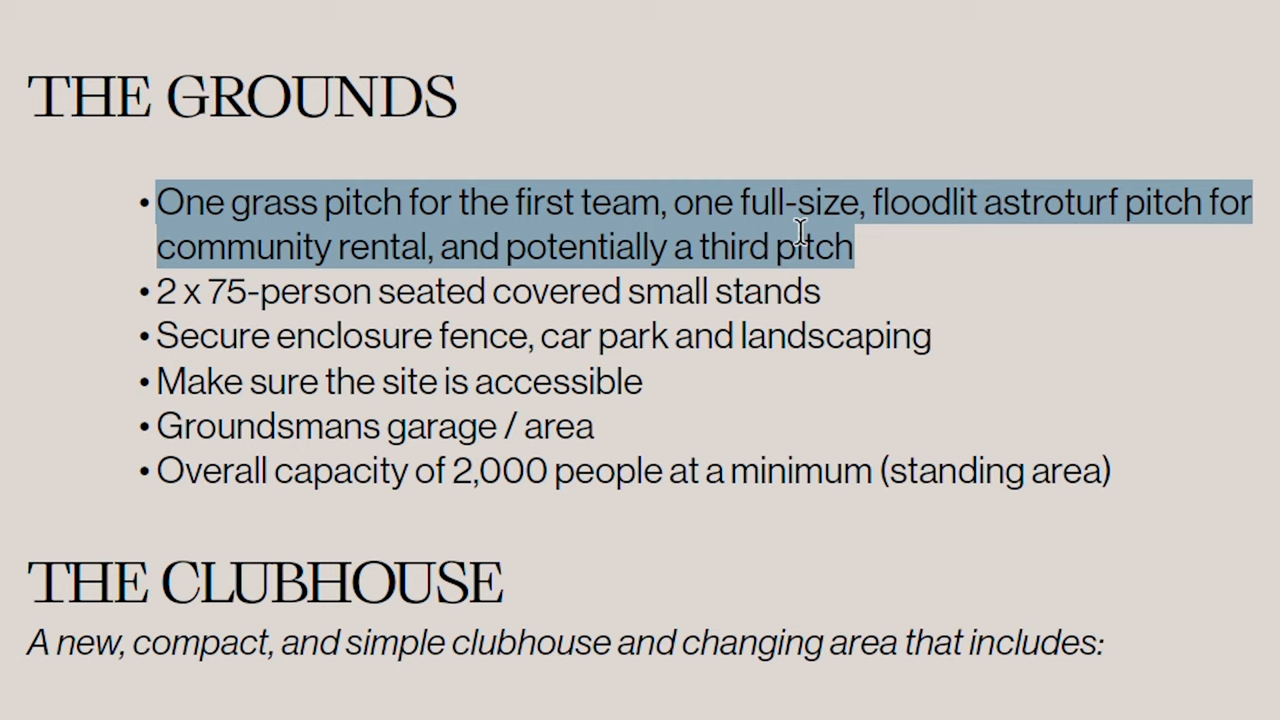 THE GROUNDS
• One grass pitch for the first team, one full-size, floodlit astroturf pitch for
community rental, and potentially a third pitch
• 2 x 75-person seated covered small stands
• Secure enclosure fence, car park and landscaping
• Make sure the site is accessible
• Groundsmans garage / area
• Overall capacity of 2,000 people at a minimum (standing area)
THE CLUBHOUSE
A new, compact, and simple clubhouse and changing area that includes: